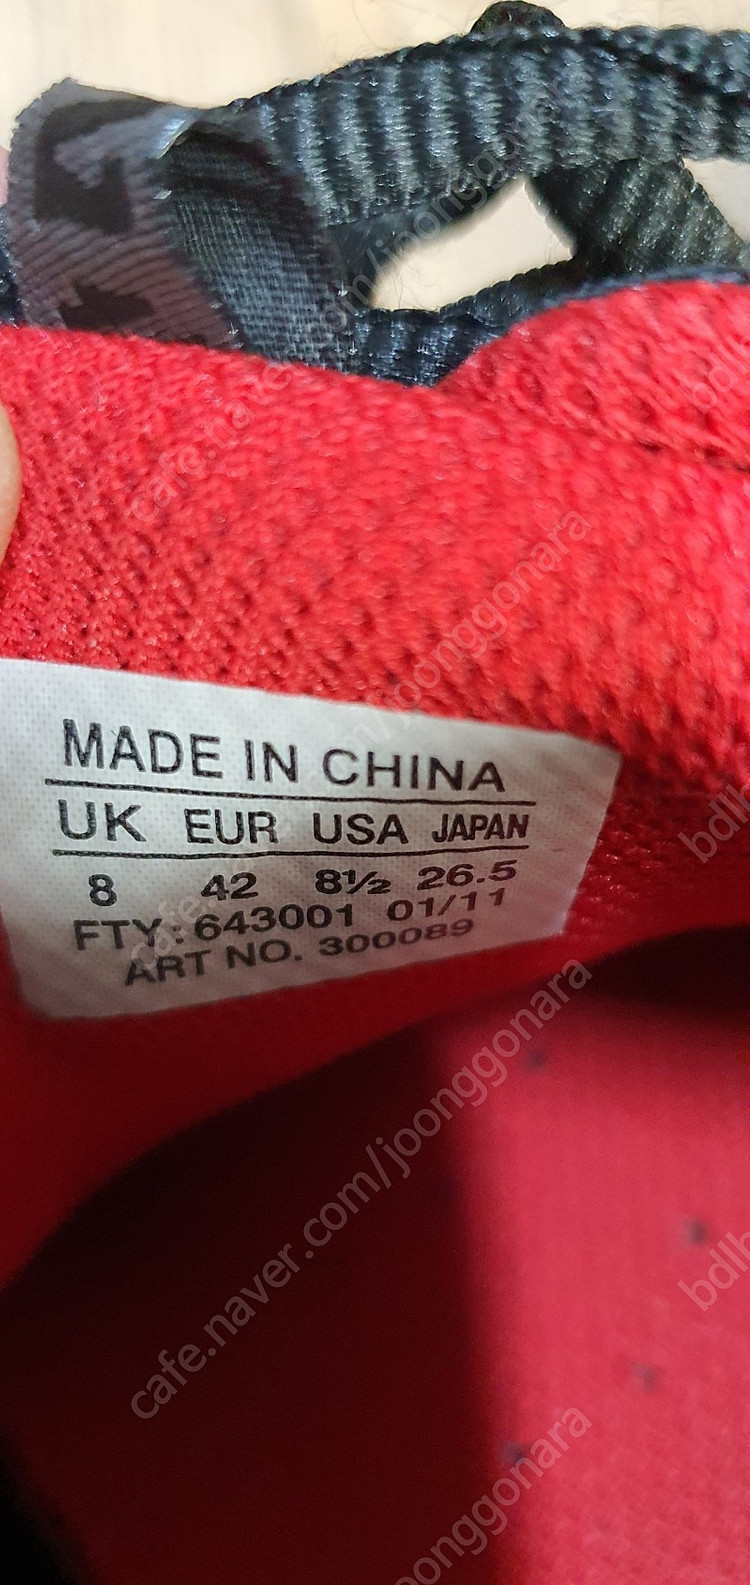 MADE IN CHINA
UK EUR USA JAPAN
8 42 8½ 26.5
FTY: 643001 01/11
ART NO. 300089
cafe.naver.com/joonggonara
cafe.naver.com/joonggonara
cafe.naver.com/joonggonara
joonggonara